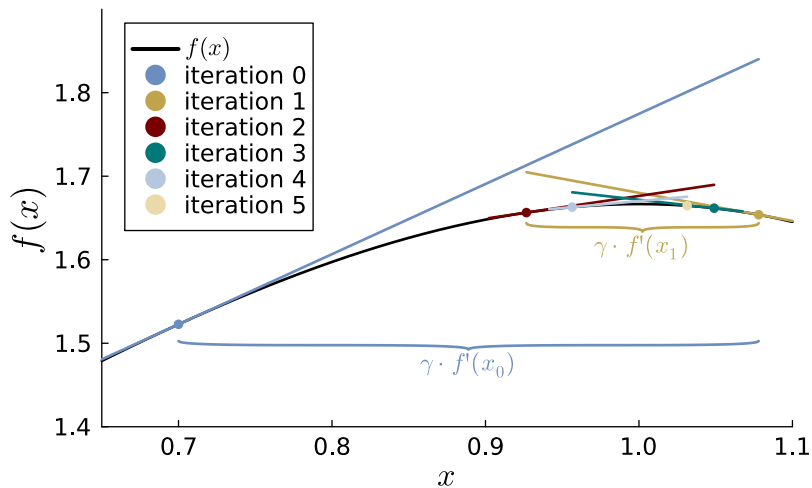 f(x)
iteration 0
iteration 1
iteration 2
iteration 3
iteration 4
iteration 5
1.8
1.7
1.6
1.5
1.4
f(x)
γ · f'(x₁)
γ · f'(x₀)
0.7 0.8 0.9 1.0 1.1
x